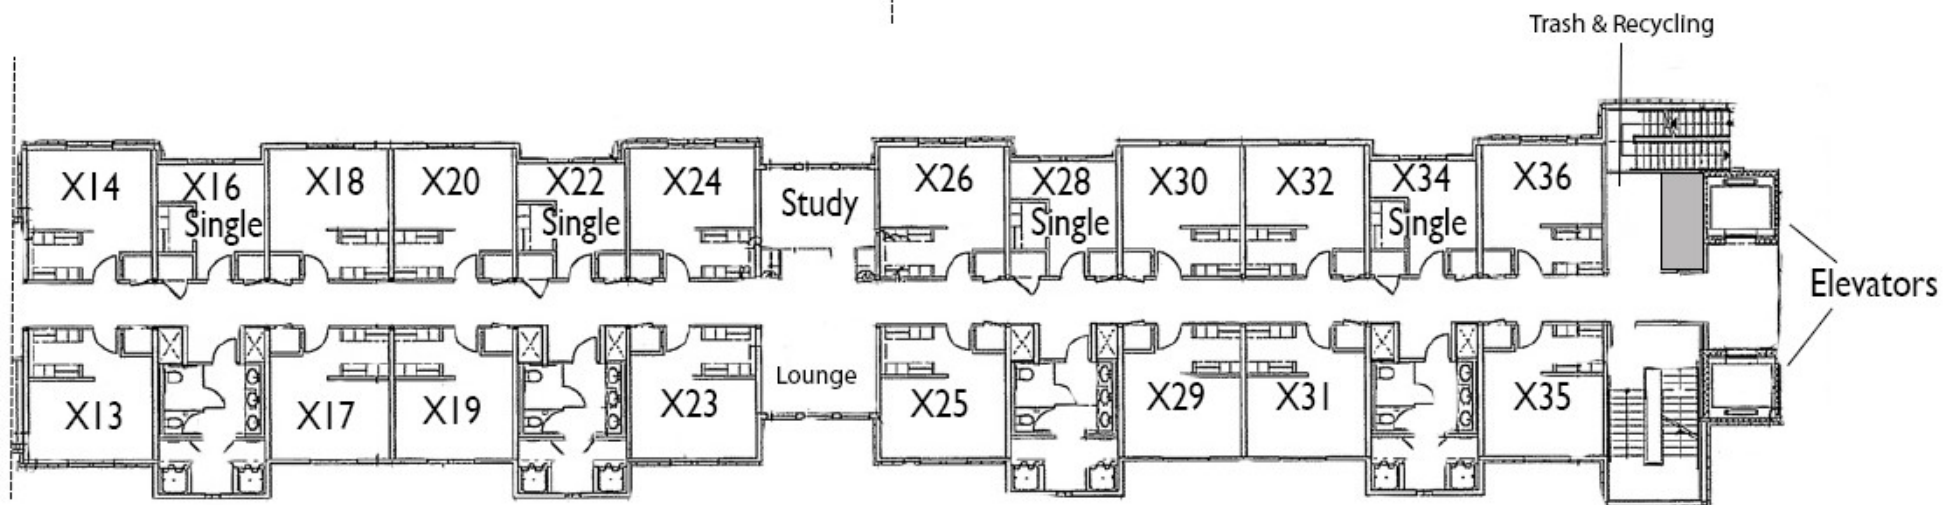 Trash & Recycling
X14
X16
Single
X18
X20
X22
Single
X24
Study
X26
X28
Single
X30
X32
X34
Single
X36
Elevators
X13
X17
X19
X23
Lounge
X25
X29
X31
X35